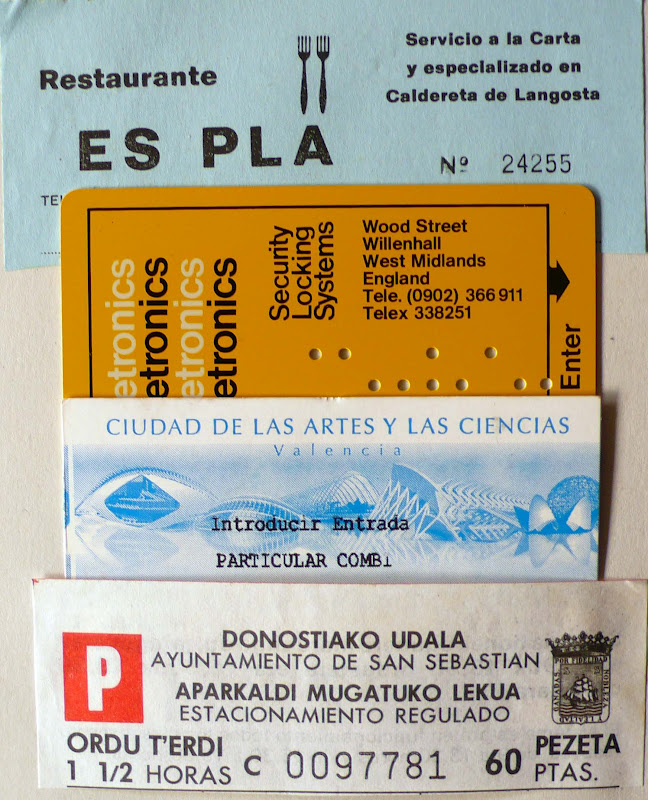 Restaurante
ES PLA
Servicio a la Carta
y especializado en
Caldereta de Langosta
Nº 24255
TE
etronics
etronics
etronics
etronics
Security
Locking
Systems
Wood Street
Willenhall
West Midlands
England
Tele. (0902) 366 911
Telex 338251
Enter
CIUDAD DE LAS ARTES Y LAS CIENCIAS
Valencia
Introducir Entrada
PARTICULAR COMBi
P
DONOSTIAKO UDALA
AYUNTAMIENTO DE SAN SEBASTIAN
APARKALDI MUGATUKO LEKUA
ESTACIONAMIENTO REGULADO
ORDU T'ERDI
1 1/2 HORAS C 0097781 60 PEZETA
PTAS.